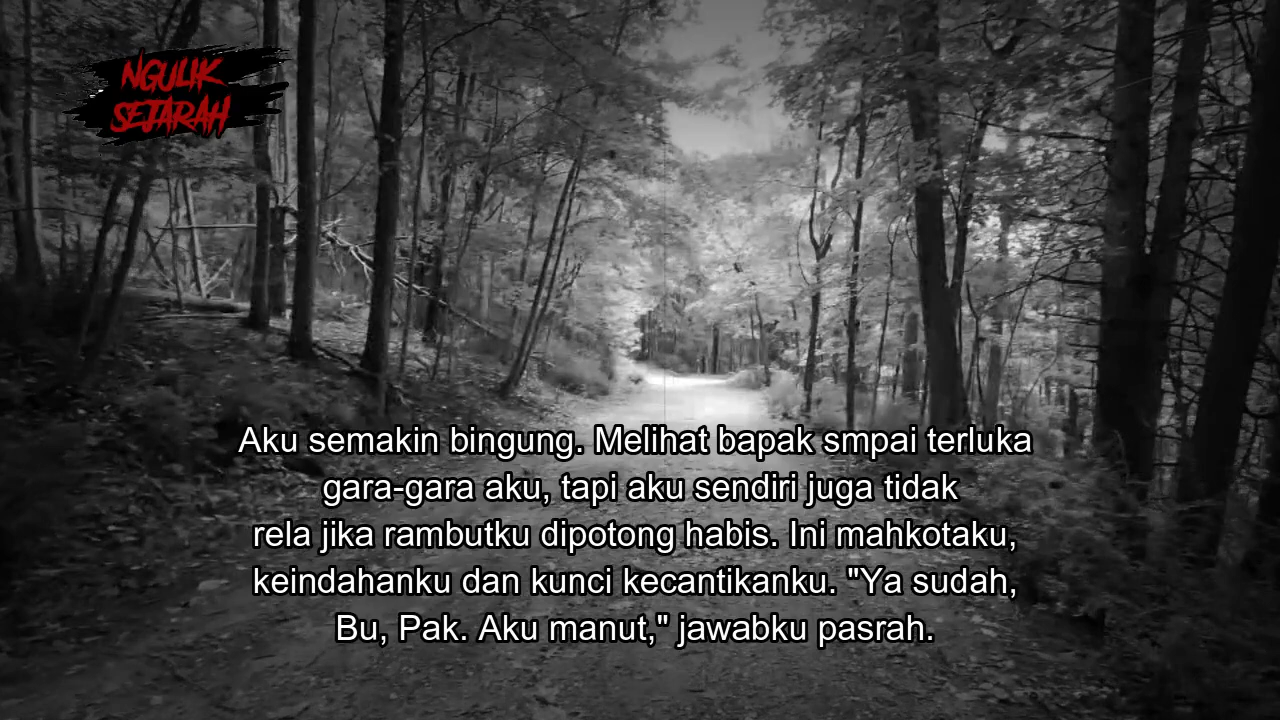 NGULIK
SEJARAH
Aku semakin bingung. Melihat bapak smpai terluka
gara-gara aku, tapi aku sendiri juga tidak
rela jika rambutku dipotong habis. Ini mahkotaku,
keindahanku dan kunci kecantikanku. "Ya sudah,
Bu, Pak. Aku manut," jawabku pasrah.